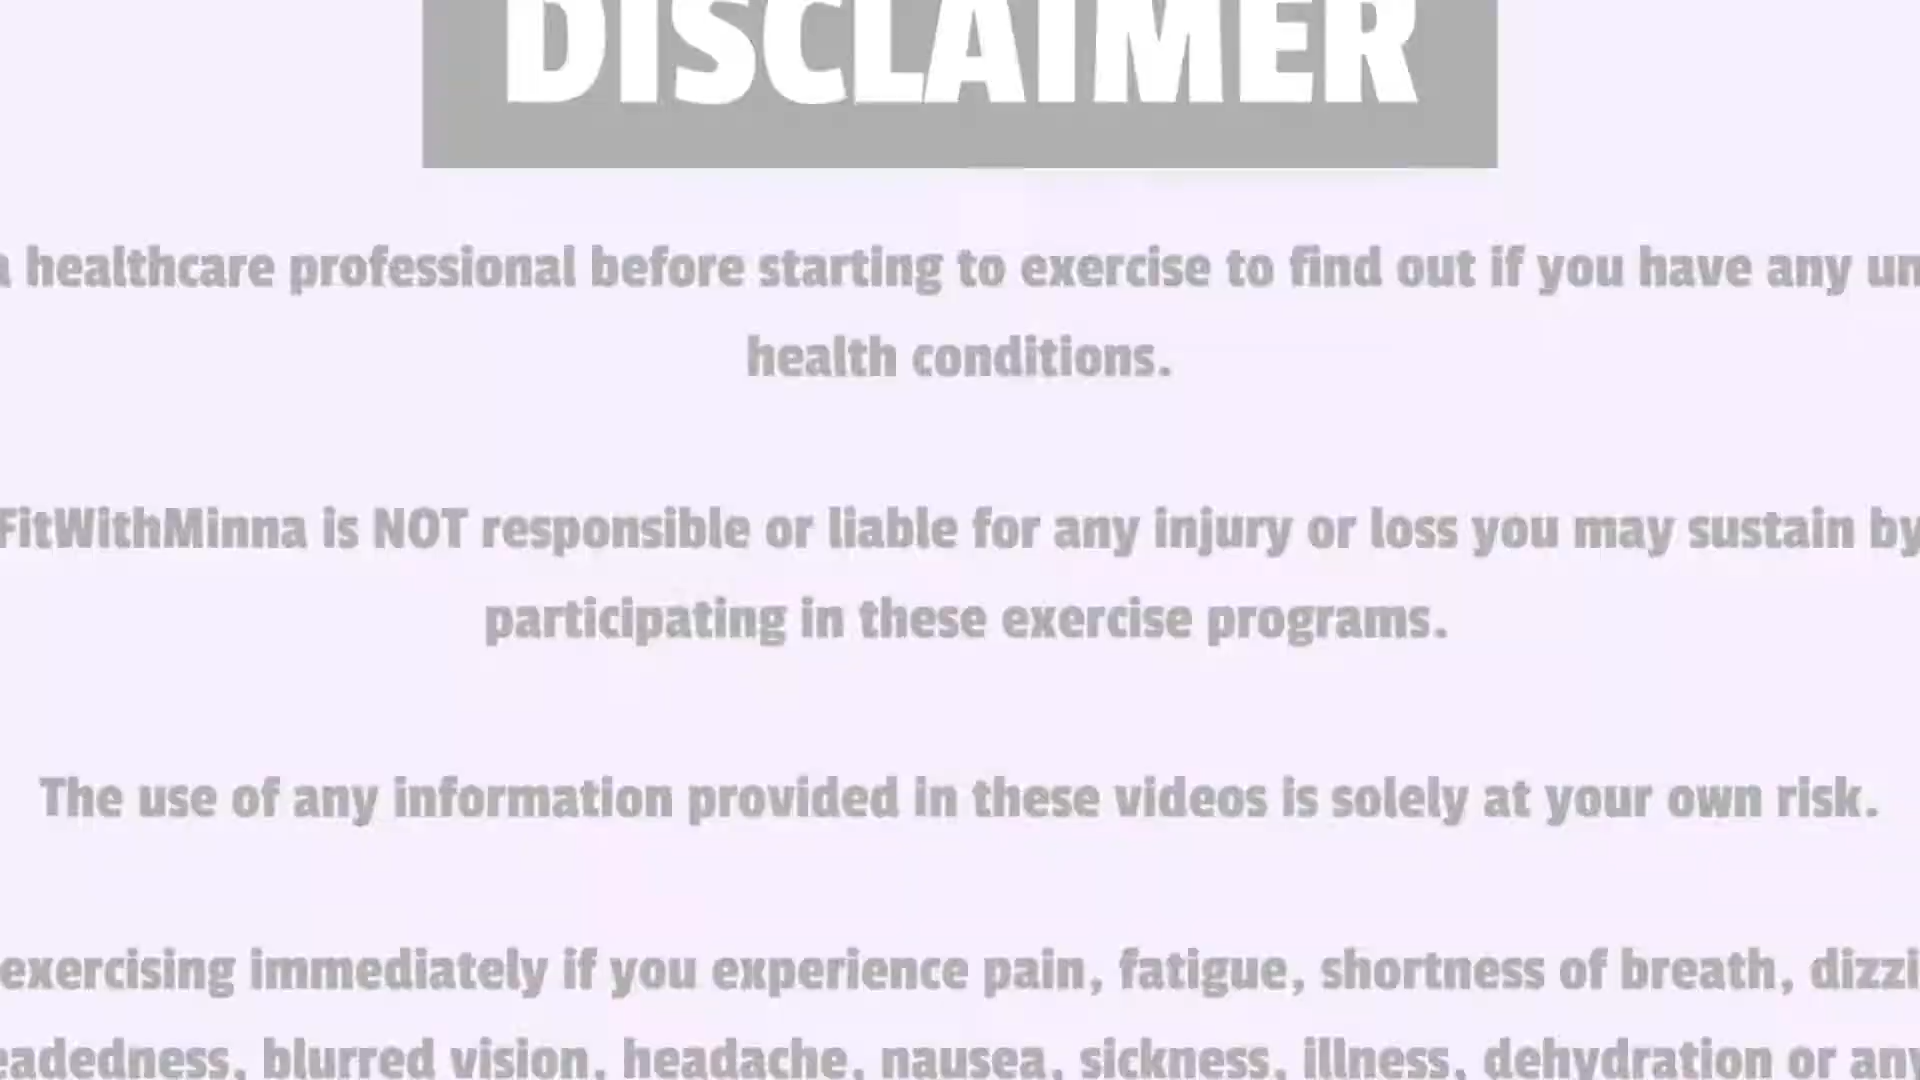 DISCLAIMER
healthcare professional before starting to exercise to find out if you have any
health conditions.
FitWithMinna is NOT responsible or liable for any injury or loss you may sustain by
participating in these exercise programs.
The use of any information provided in these videos is solely at your own risk.
exercising immediately if you experience pain, fatigue, shortness of breath,
blurred vision, headache, nausea, sickness, illness, dehydration or any